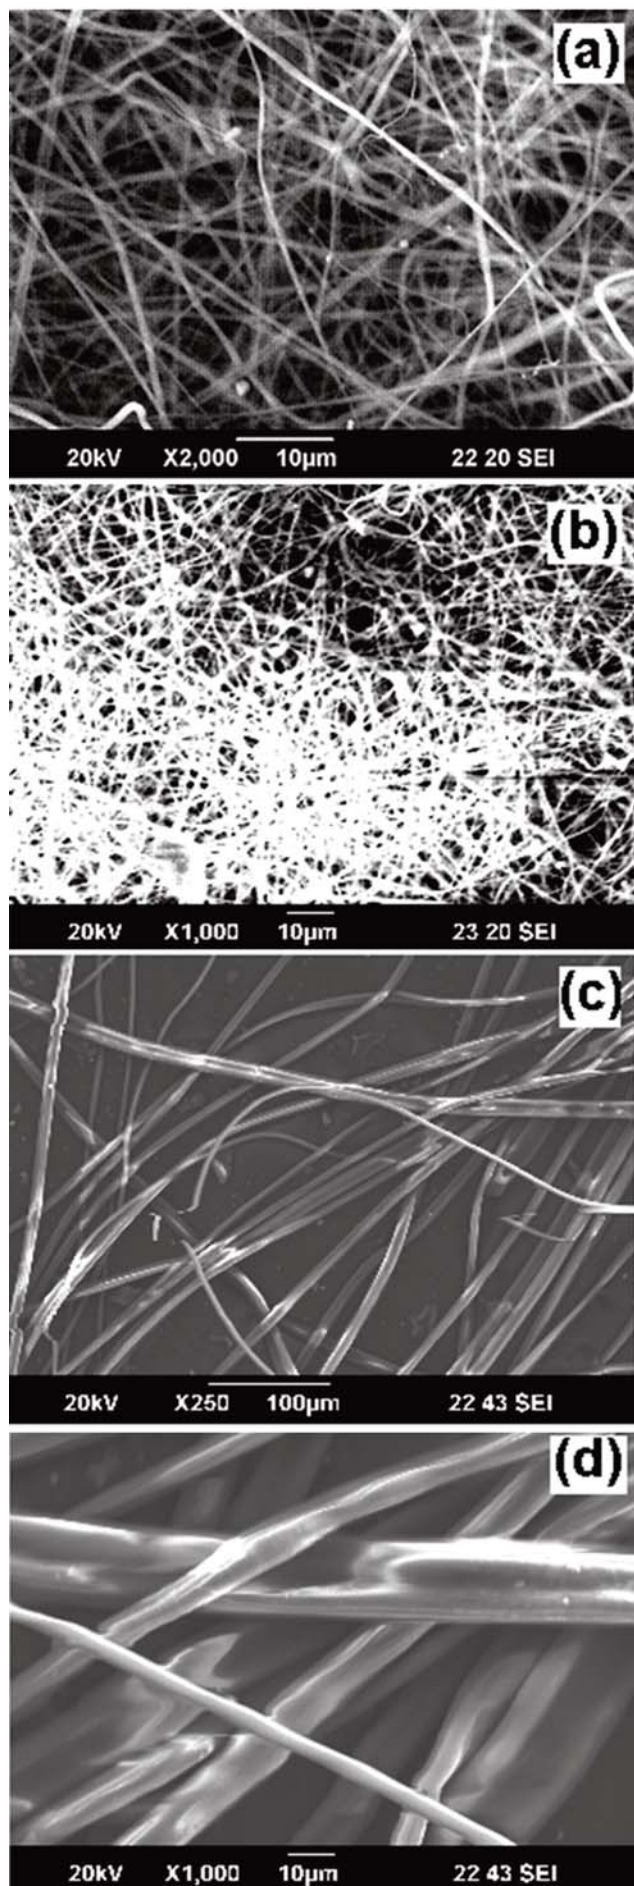 (a)
20kV X2,000 10µm 22 20 SEI
(b)
20kV X1,000 10µm 23 20 SEI
(c)
20kV X250 100µm 22 43 SEI
(d)
20kV X1,000 10µm 22 43 SEI